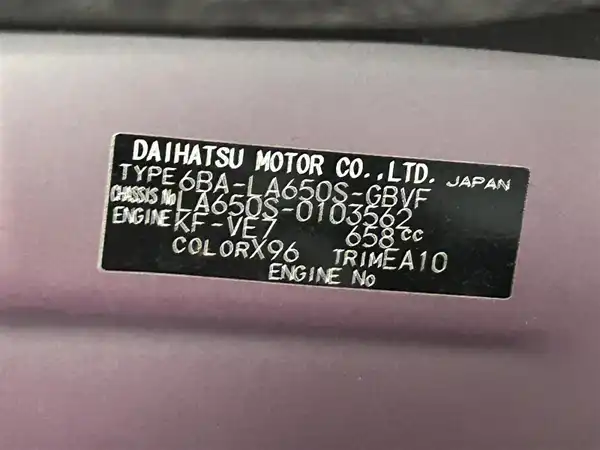 DAIHATSU MOTOR CO.,LTD. JAPAN
TYPE 6BA-LA650S-GBVF
CHASSIS No LA650S-0103562
ENGINE KF-VE7 658cc
COLOR X96 TRIM EA10
ENGINE No